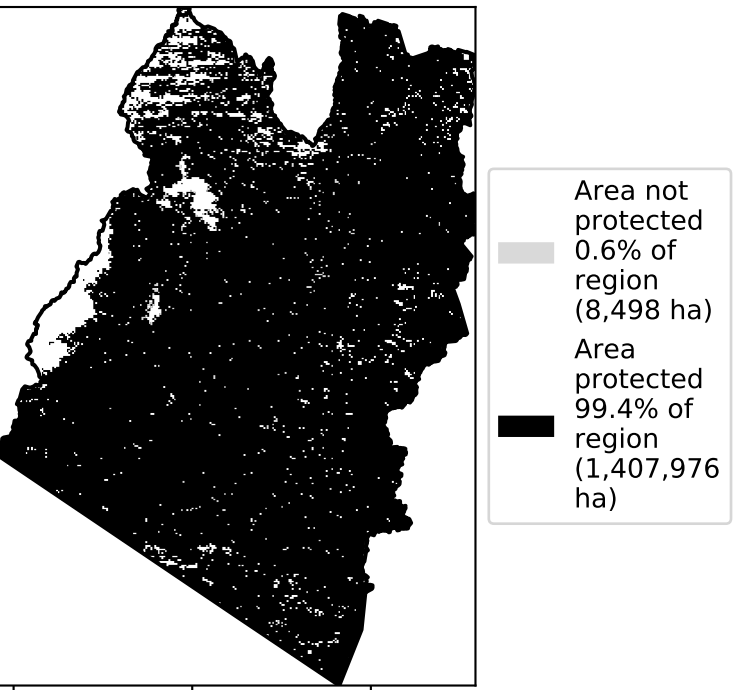 Area not
protected
0.6% of
region
(8,498 ha)
Area
protected
99.4% of
region
(1,407,976
ha)